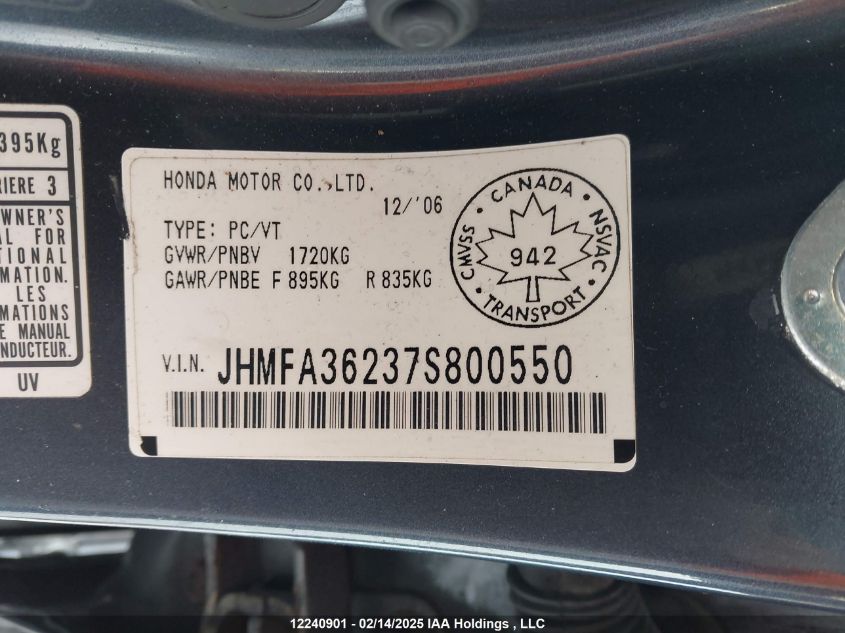 395Kg
RIERE 3
WNER'S
AL FOR
TIONAL
MATION.
LES
RMATIONS
E MANUAL
NDUCTEUR.
UV
HONDA MOTOR CO.,LTD.
12/'06
TYPE: PC/VT
GVWR/PNBV 1720KG
GAWR/PNBE F 895KG R 835KG
CANADA
CMVSS 942 NSVAC
TRANSPORT
V.I.N. JHMFA36237S800550
12240901 - 02/14/2025 IAA Holdings , LLC